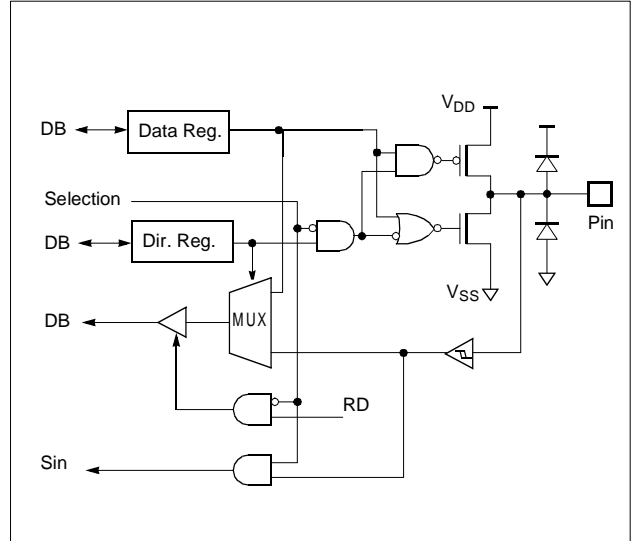 VDD
DB
Data Reg.
Selection
DB
Dir. Reg.
Pin
VSS
DB
MUX
RD
Sin